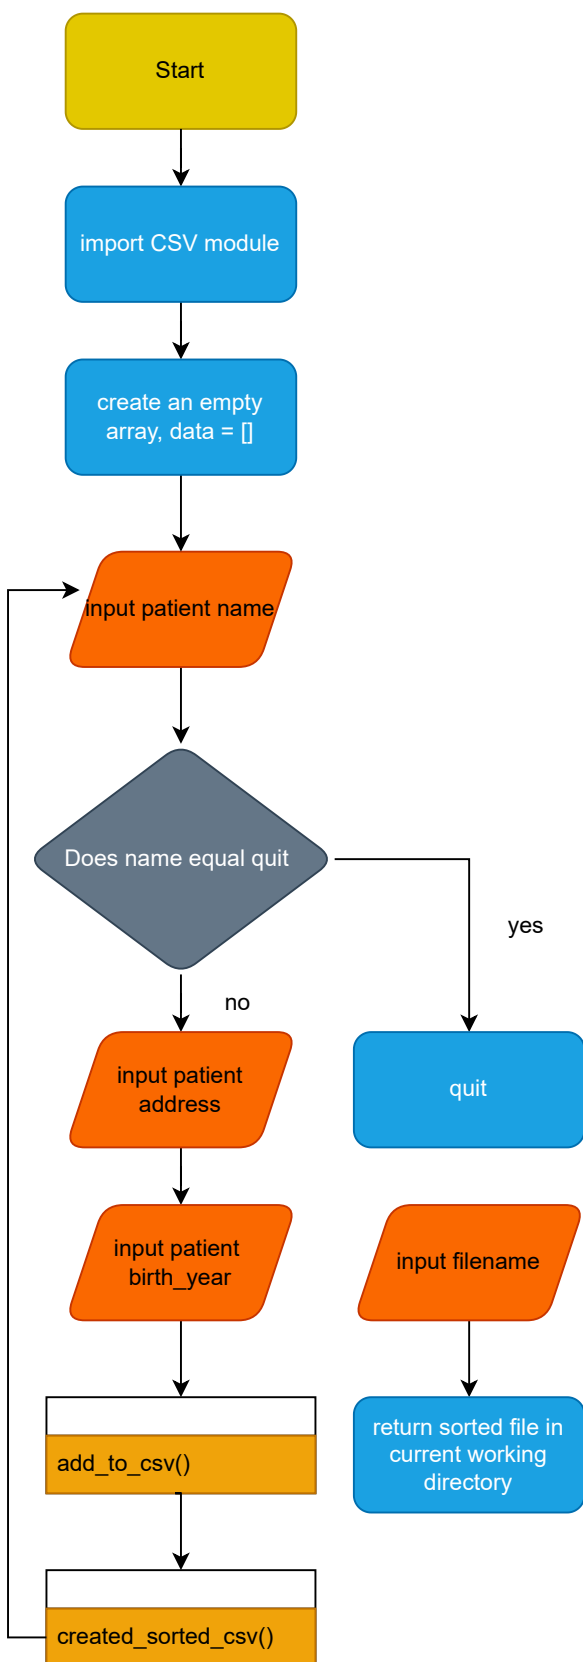 Start
import CSV module
create an empty
array, data = []
input patient name
Does name equal quit
yes
no
input patient
address
quit
input patient
birth_year
input filename
add_to_csv()
return sorted file in
current working
directory
created_sorted_csv()